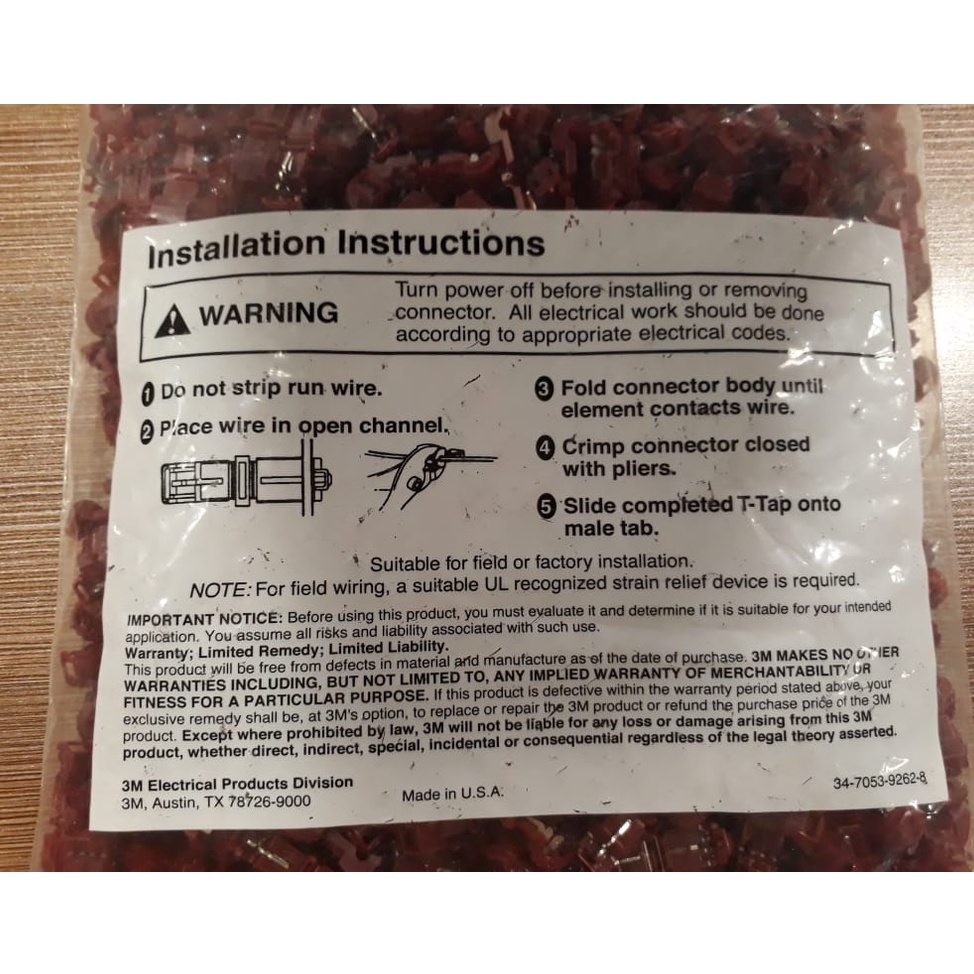 Installation Instructions
WARNING
Turn power off before installing or removing
connector. All electrical work should be done
according to appropriate electrical codes.
1 Do not strip run wire.
2 Place wire in open channel.
3 Fold connector body until
element contacts wire.
4 Crimp connector closed
with pliers.
5 Slide completed T-Tap onto
male tab.
Suitable for field or factory installation.
NOTE: For field wiring, a suitable UL recognized strain relief device is required.
IMPORTANT NOTICE: Before using this product, you must evaluate it and determine if it is suitable for your intended
application. You assume all risks and liability associated with such use.
Warranty; Limited Remedy; Limited Liability.
This product will be free from defects in material and manufacture as of the date of purchase. 3M MAKES NO OTHER
WARRANTIES INCLUDING, BUT NOT LIMITED TO, ANY IMPLIED WARRANTY OF MERCHANTABILITY OR
FITNESS FOR A PARTICULAR PURPOSE. If this product is defective within the warranty period stated above, your
exclusive remedy shall be, at 3M's option, to replace or repair the 3M product or refund the purchase price of the 3M
product. Except where prohibited by law, 3M will not be liable for any loss or damage arising from this 3M
product, whether direct, indirect, special, incidental or consequential regardless of the legal theory asserted.
3M Electrical Products Division
3M, Austin, TX 78726-9000
Made in U.S.A.
34-7053-9262-8